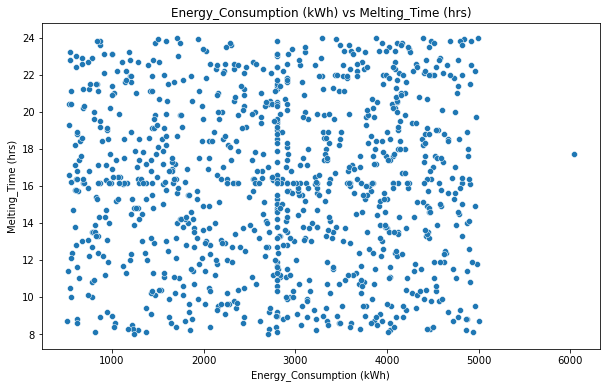 Energy_Consumption (kWh) vs Melting_Time (hrs)
24
22
20
18
16
14
12
10
8
Melting_Time (hrs)
1000 2000 3000 4000 5000 6000
Energy_Consumption (kWh)